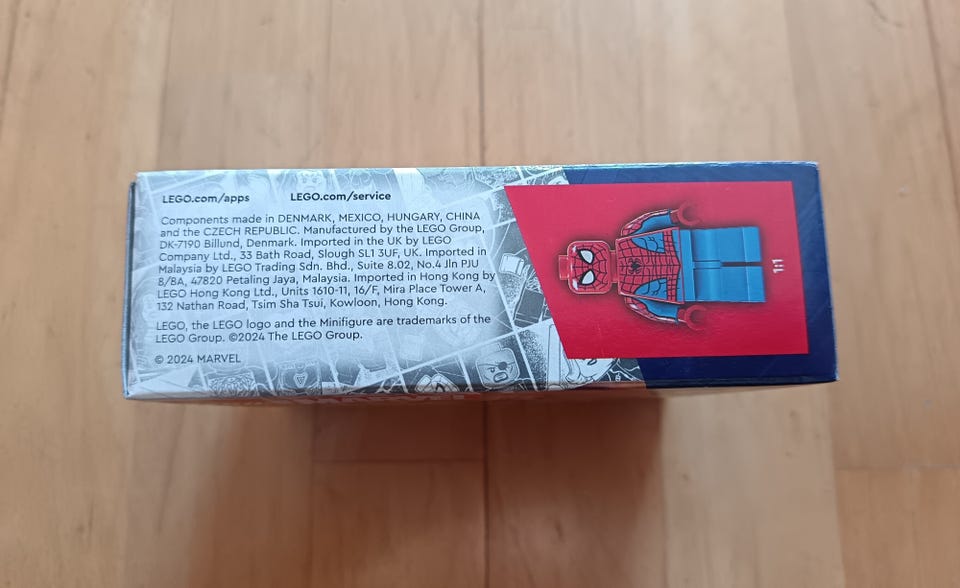 LEGO.com/apps LEGO.com/service
Components made in DENMARK, MEXICO, HUNGARY, CHINA
and the CZECH REPUBLIC. Manufactured by the LEGO Group,
DK-7190 Billund, Denmark. Imported in the UK by LEGO
Company Ltd., 33 Bath Road, Slough SL1 3UF, UK. Imported in
Malaysia by LEGO Trading Sdn. Bhd., Suite 8.02, No.4 Jln PJU
8/8A, 47820 Petaling Jaya, Malaysia. Imported in Hong Kong by
LEGO Hong Kong Ltd., Units 1610-11, 16/F, Mira Place Tower A,
132 Nathan Road, Tsim Sha Tsui, Kowloon, Hong Kong.
LEGO, the LEGO logo and the Minifigure are trademarks of the
LEGO Group. ©2024 The LEGO Group.
© 2024 MARVEL
1:1